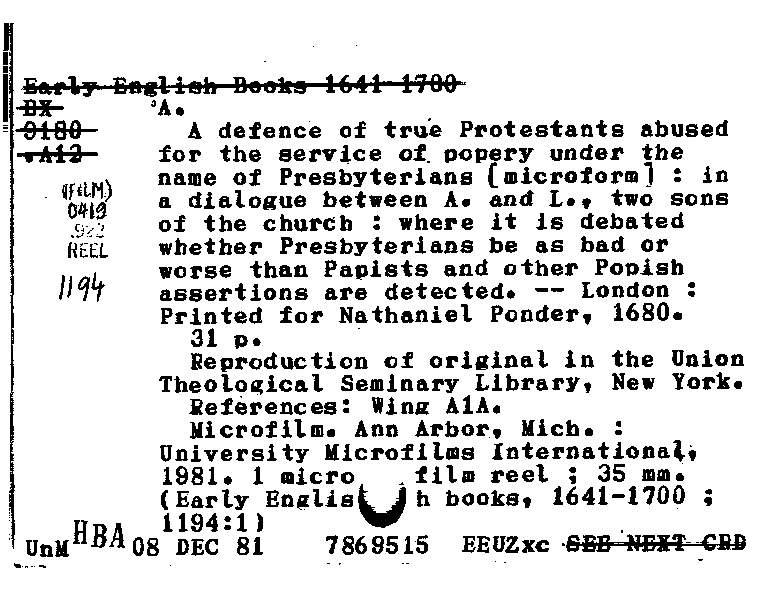 Early English Books 1641-1700
BX
9180
.A12
A.
A defence of true Protestants abused
for the service of popery under the
name of Presbyterians [microform] : in
a dialogue between A. and L., two sons
of the church : where it is debated
whether Presbyterians be as bad or
worse than Papists and other Popish
assertions are detected. -- London :
Printed for Nathaniel Ponder, 1680.
31 p.
Reproduction of original in the Union
Theological Seminary Library, New York.
References: Wing A1A.
Microfilm. Ann Arbor, Mich. :
University Microfilms International,
1981. 1 micro film reel ; 35 mm.
(Early Englis h books, 1641-1700 ;
1194:1)
(FILM)
0419
.922
REEL
1194
UnM HBA 08 DEC 81 7869515 EEUZxc SEE NEXT CRD